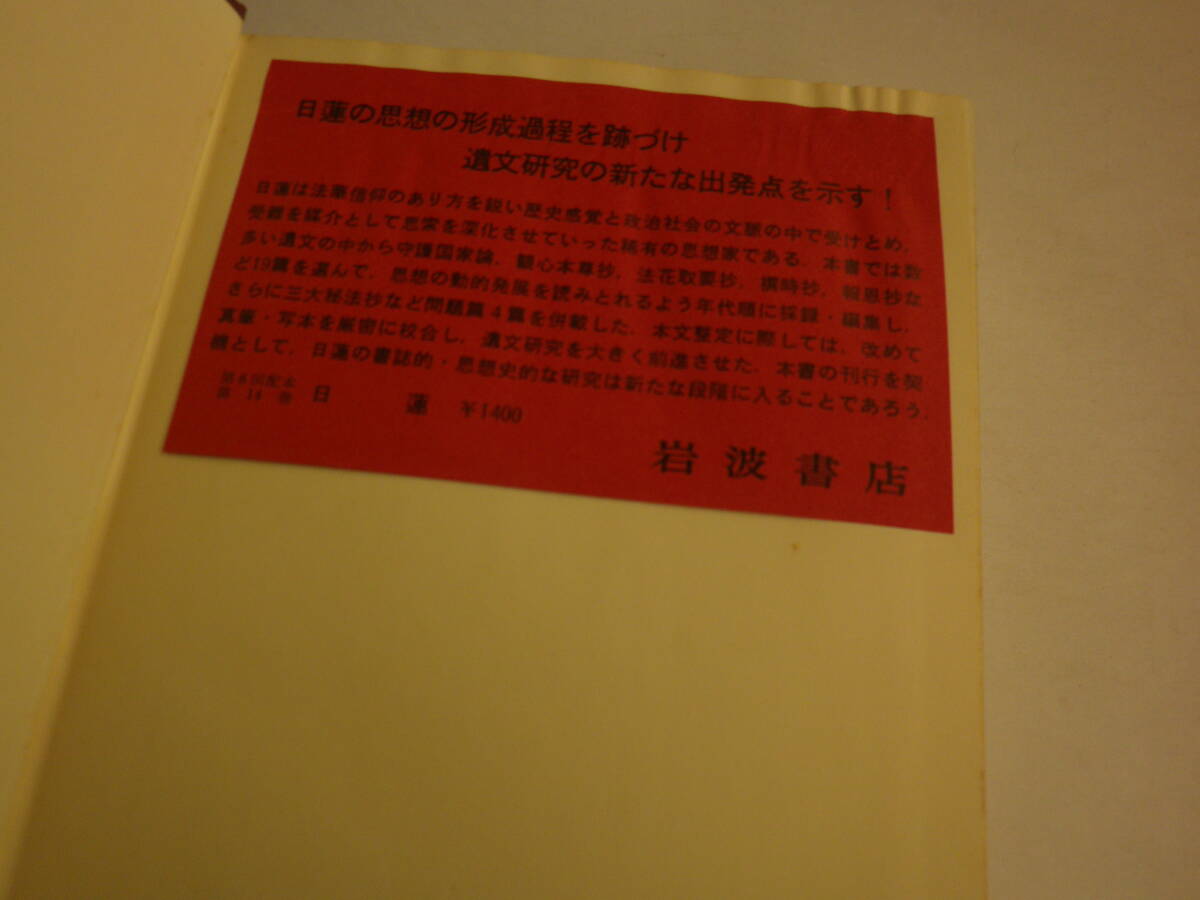 日蓮の思想の形成過程を跡づけ
遺文研究の新たな出発点を示す!
日蓮は法華信仰のあり方を鋭い歴史感覚と政治社会の文脈の中で受けとめ,
受難を媒介として思索を深化させていった稀有の思想家である.本書では数
多い遺文の中から守護国家論,観心本尊抄,法花取要抄,撰時抄,報恩抄な
ど19篇を選んで,思想の動的発展を読みとれるよう年代順に採録・編集し,
さらに三大秘法抄など問題篇4篇を併載した.本文整定に際しては,改めて
真筆・写本を厳密に校合し,遺文研究を大きく前進させた.本書の刊行を契
機として,日蓮の書誌的・思想史的な研究は新たな段階に入ることであろう.
第6回配本
第14巻 日 蓮 ¥1400
岩波書店